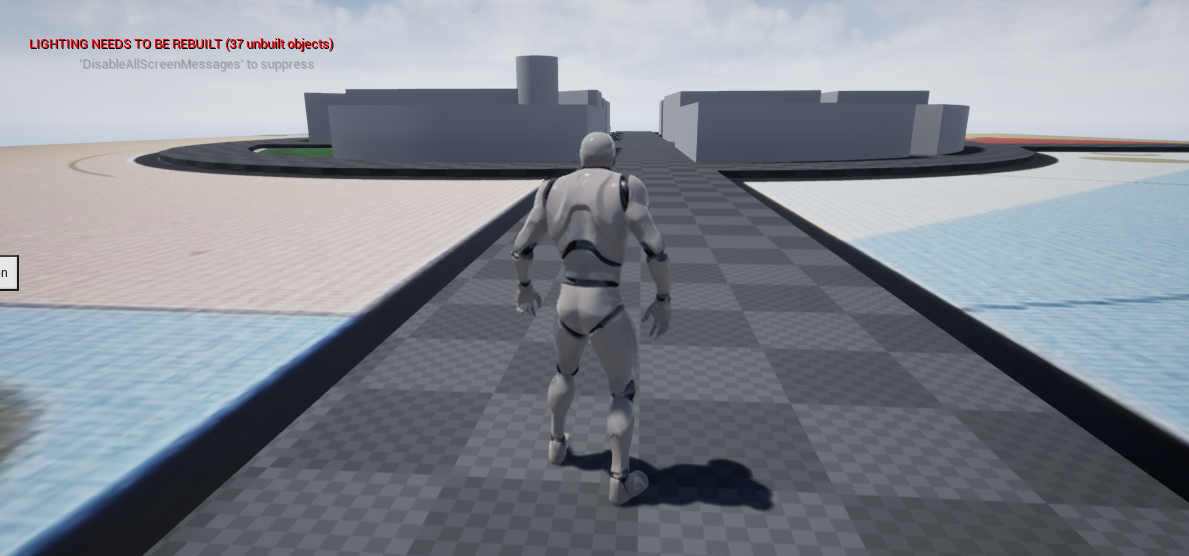 LIGHTING NEEDS TO BE REBUILT (37 unbuilt objects)
'DisableAllScreenMessages' to suppress
n